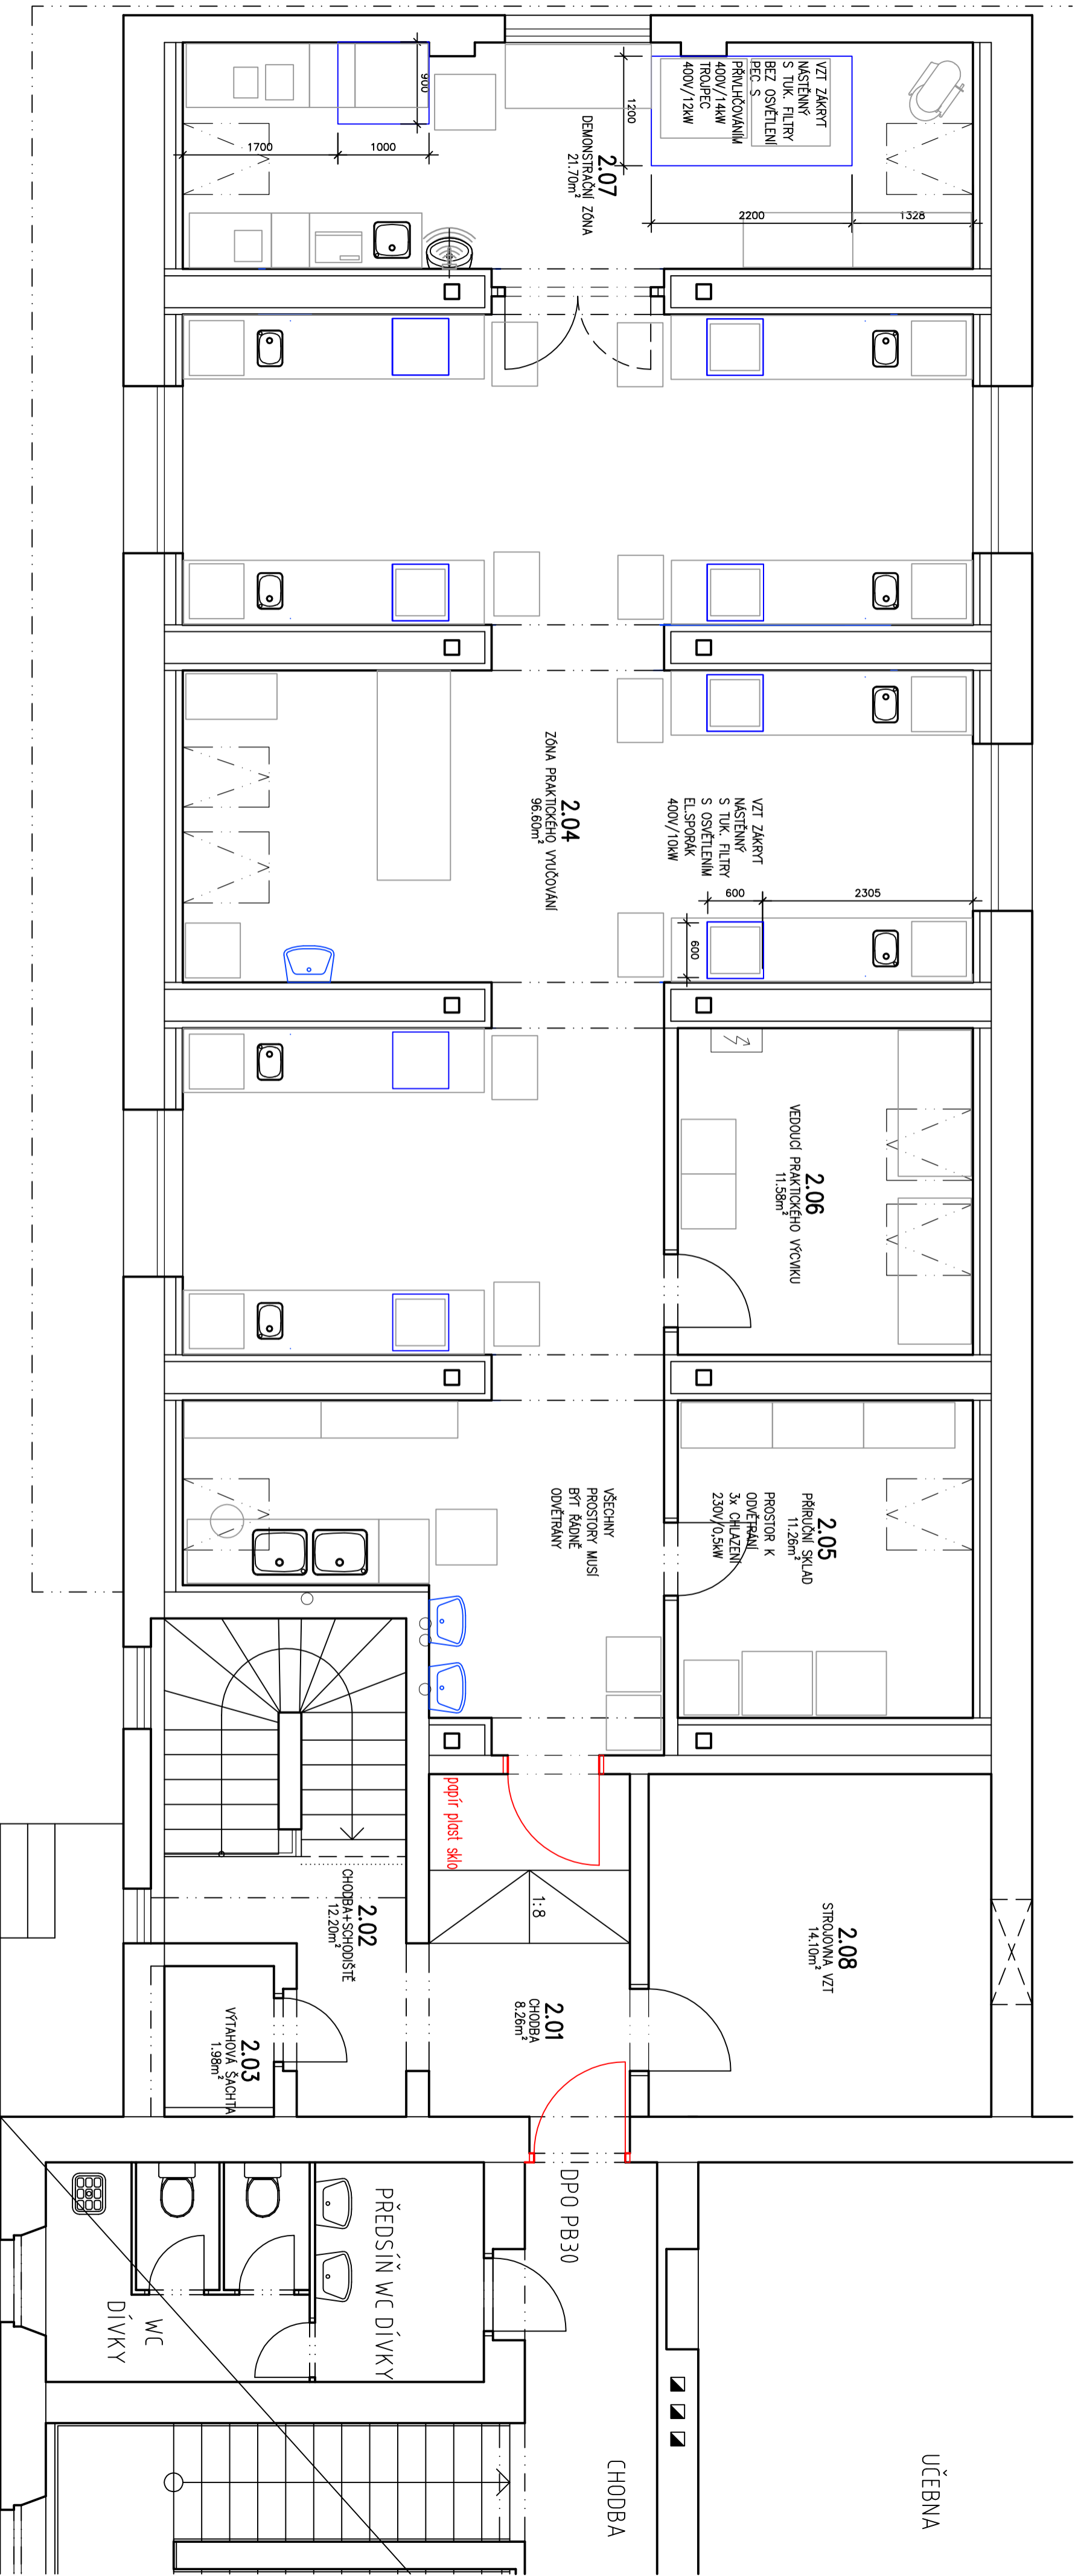 VZT ZÁKRYT
NÁSTĚNNÝ
S TUK. FILTRY
BEZ OSVĚTLENÍ
PEC S
PŘIVLHČOVÁNÍM
400V/14kW
TROJPEC
400V/12kW
900
1200
1700
1000
2.07
DEMONSTRAČNÍ ZÓNA
21.70m²
2200
1328
2.04
ZÓNA PRAKTICKÉHO VYUČOVÁNÍ
96.60m²
VZT ZÁKRYT
NÁSTĚNNÝ
S TUK. FILTRY
S OSVĚTLENÍM
EL.SPORÁK
400V/10kW
600
2305
600
2.06
VEDOUCÍ PRAKTICKÉHO VÝCVIKU
11.58m²
2.05
PŘÍRUČNÍ SKLAD
11.26m²
PROSTOR K
ODVĚTRÁNÍ
3x CHLAZENÍ
230V/0,5kW
VŠECHNY
PROSTORY MUSÍ
BÝT ŘÁDNĚ
ODVĚTRÁNY
papír plast sklo
1:8
2.02
CHODBA+SCHODIŠTĚ
12.20m²
2.08
STROJOVNA VZT
14.10m²
2.01
CHODBA
8.26m²
2.03
VÝTAHOVÁ ŠACHTA
1.98m²
DPO PB30
PŘEDSÍŇ WC DÍVKY
WC
DÍVKY
CHODBA
UČEBNA